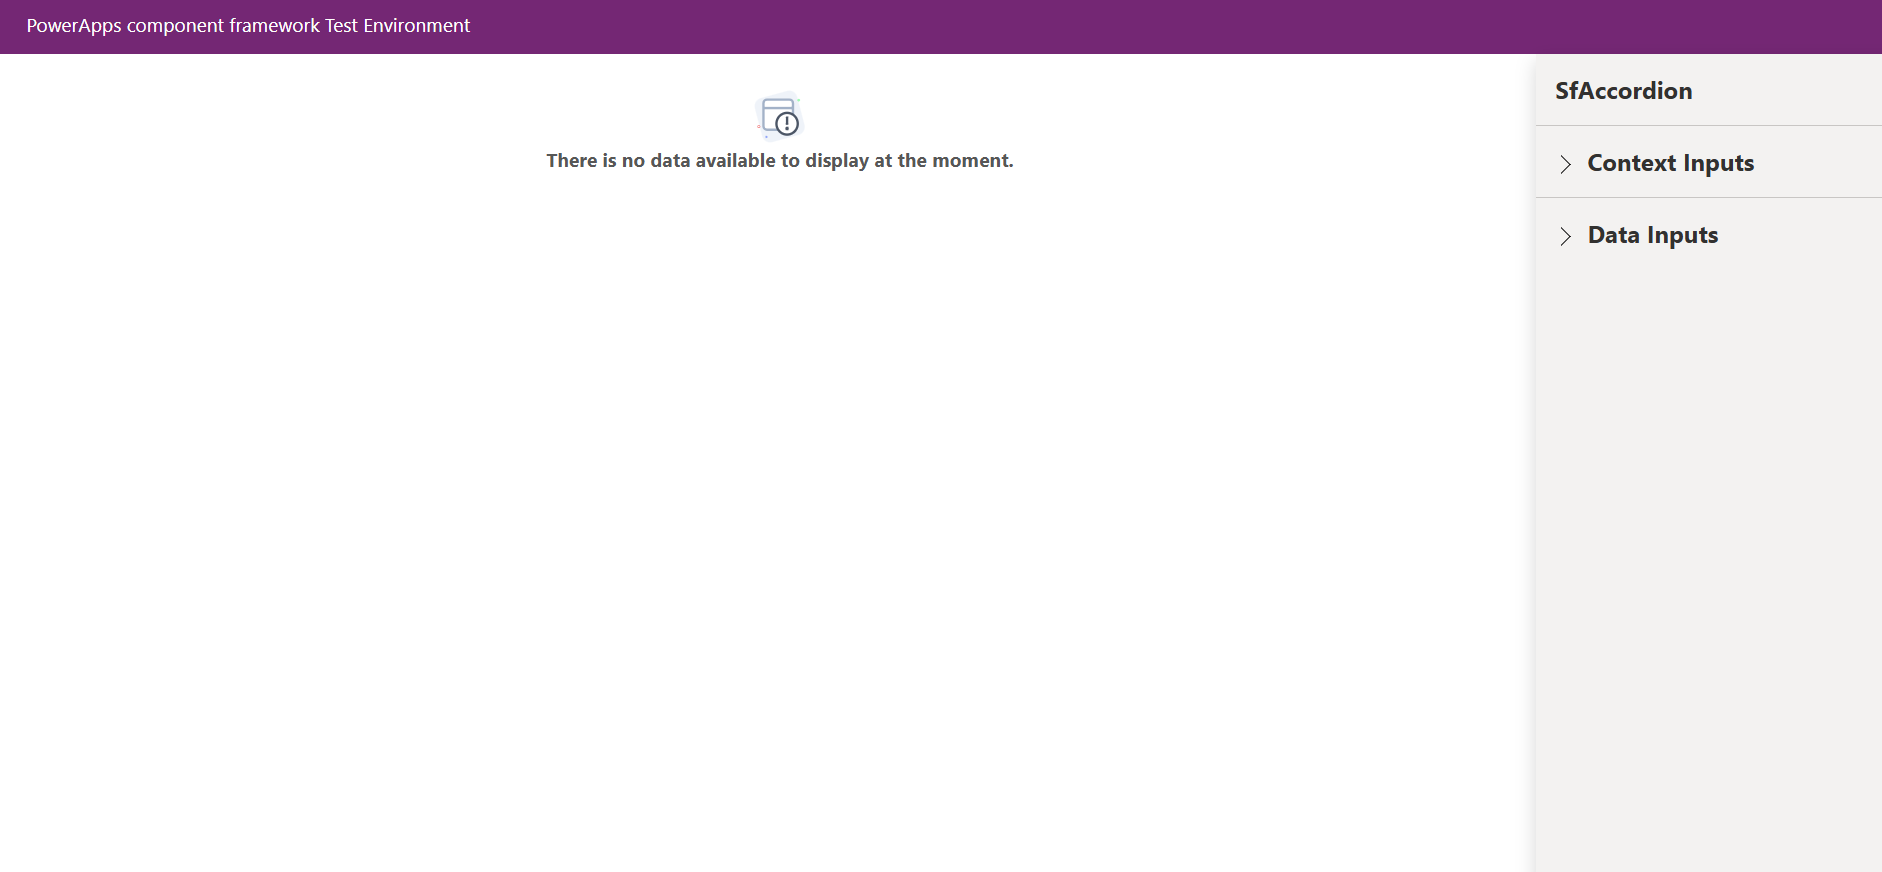 PowerApps component framework Test Environment
There is no data available to display at the moment.
SfAccordion
Context Inputs
Data Inputs